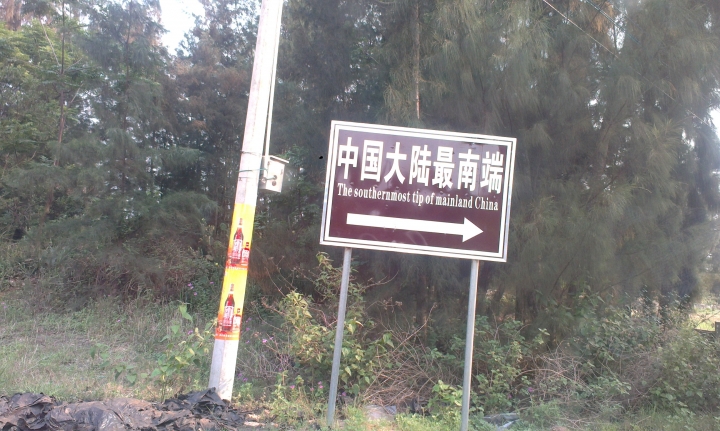 中国大陆最南端
The southernmost tip of mainland China